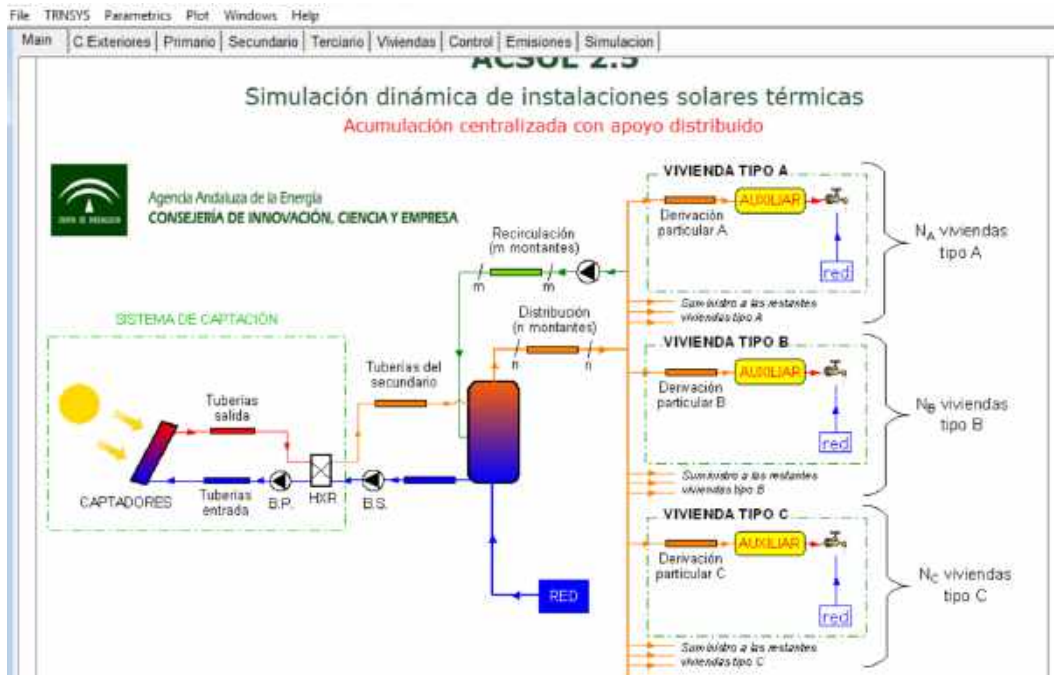 File TRNSYS Parametrics Plot Windows Help
Main C.Exteriores Primario Secundario Terciario Viviendas Control Emisiones Simulacion
ACSOL 2.5
Simulación dinámica de instalaciones solares térmicas
Acumulación centralizada con apoyo distribuido
Agencia Andaluza de la Energía
CONSEJERÍA DE INNOVACIÓN, CIENCIA Y EMPRESA
SISTEMA DE CAPTACIÓN
Tuberías
salida
CAPTADORES
Tuberías
entrada
B.P.
HXR
B.S.
Tuberías del
secundario
Recirculación
(m montantes)
m
m
Distribución
(n montantes)
n
n
RED
VIVIENDA TIPO A
AUXILIAR
Derivación
particular A
red
Suministro a las restantes
viviendas tipo A
NA viviendas
tipo A
VIVIENDA TIPO B
AUXILIAR
Derivación
particular B
red
Suministro a las restantes
viviendas tipo B
NB viviendas
tipo B
VIVIENDA TIPO C
AUXILIAR
Derivación
particular C
red
Suministro a las restantes
viviendas tipo C
NC viviendas
tipo C